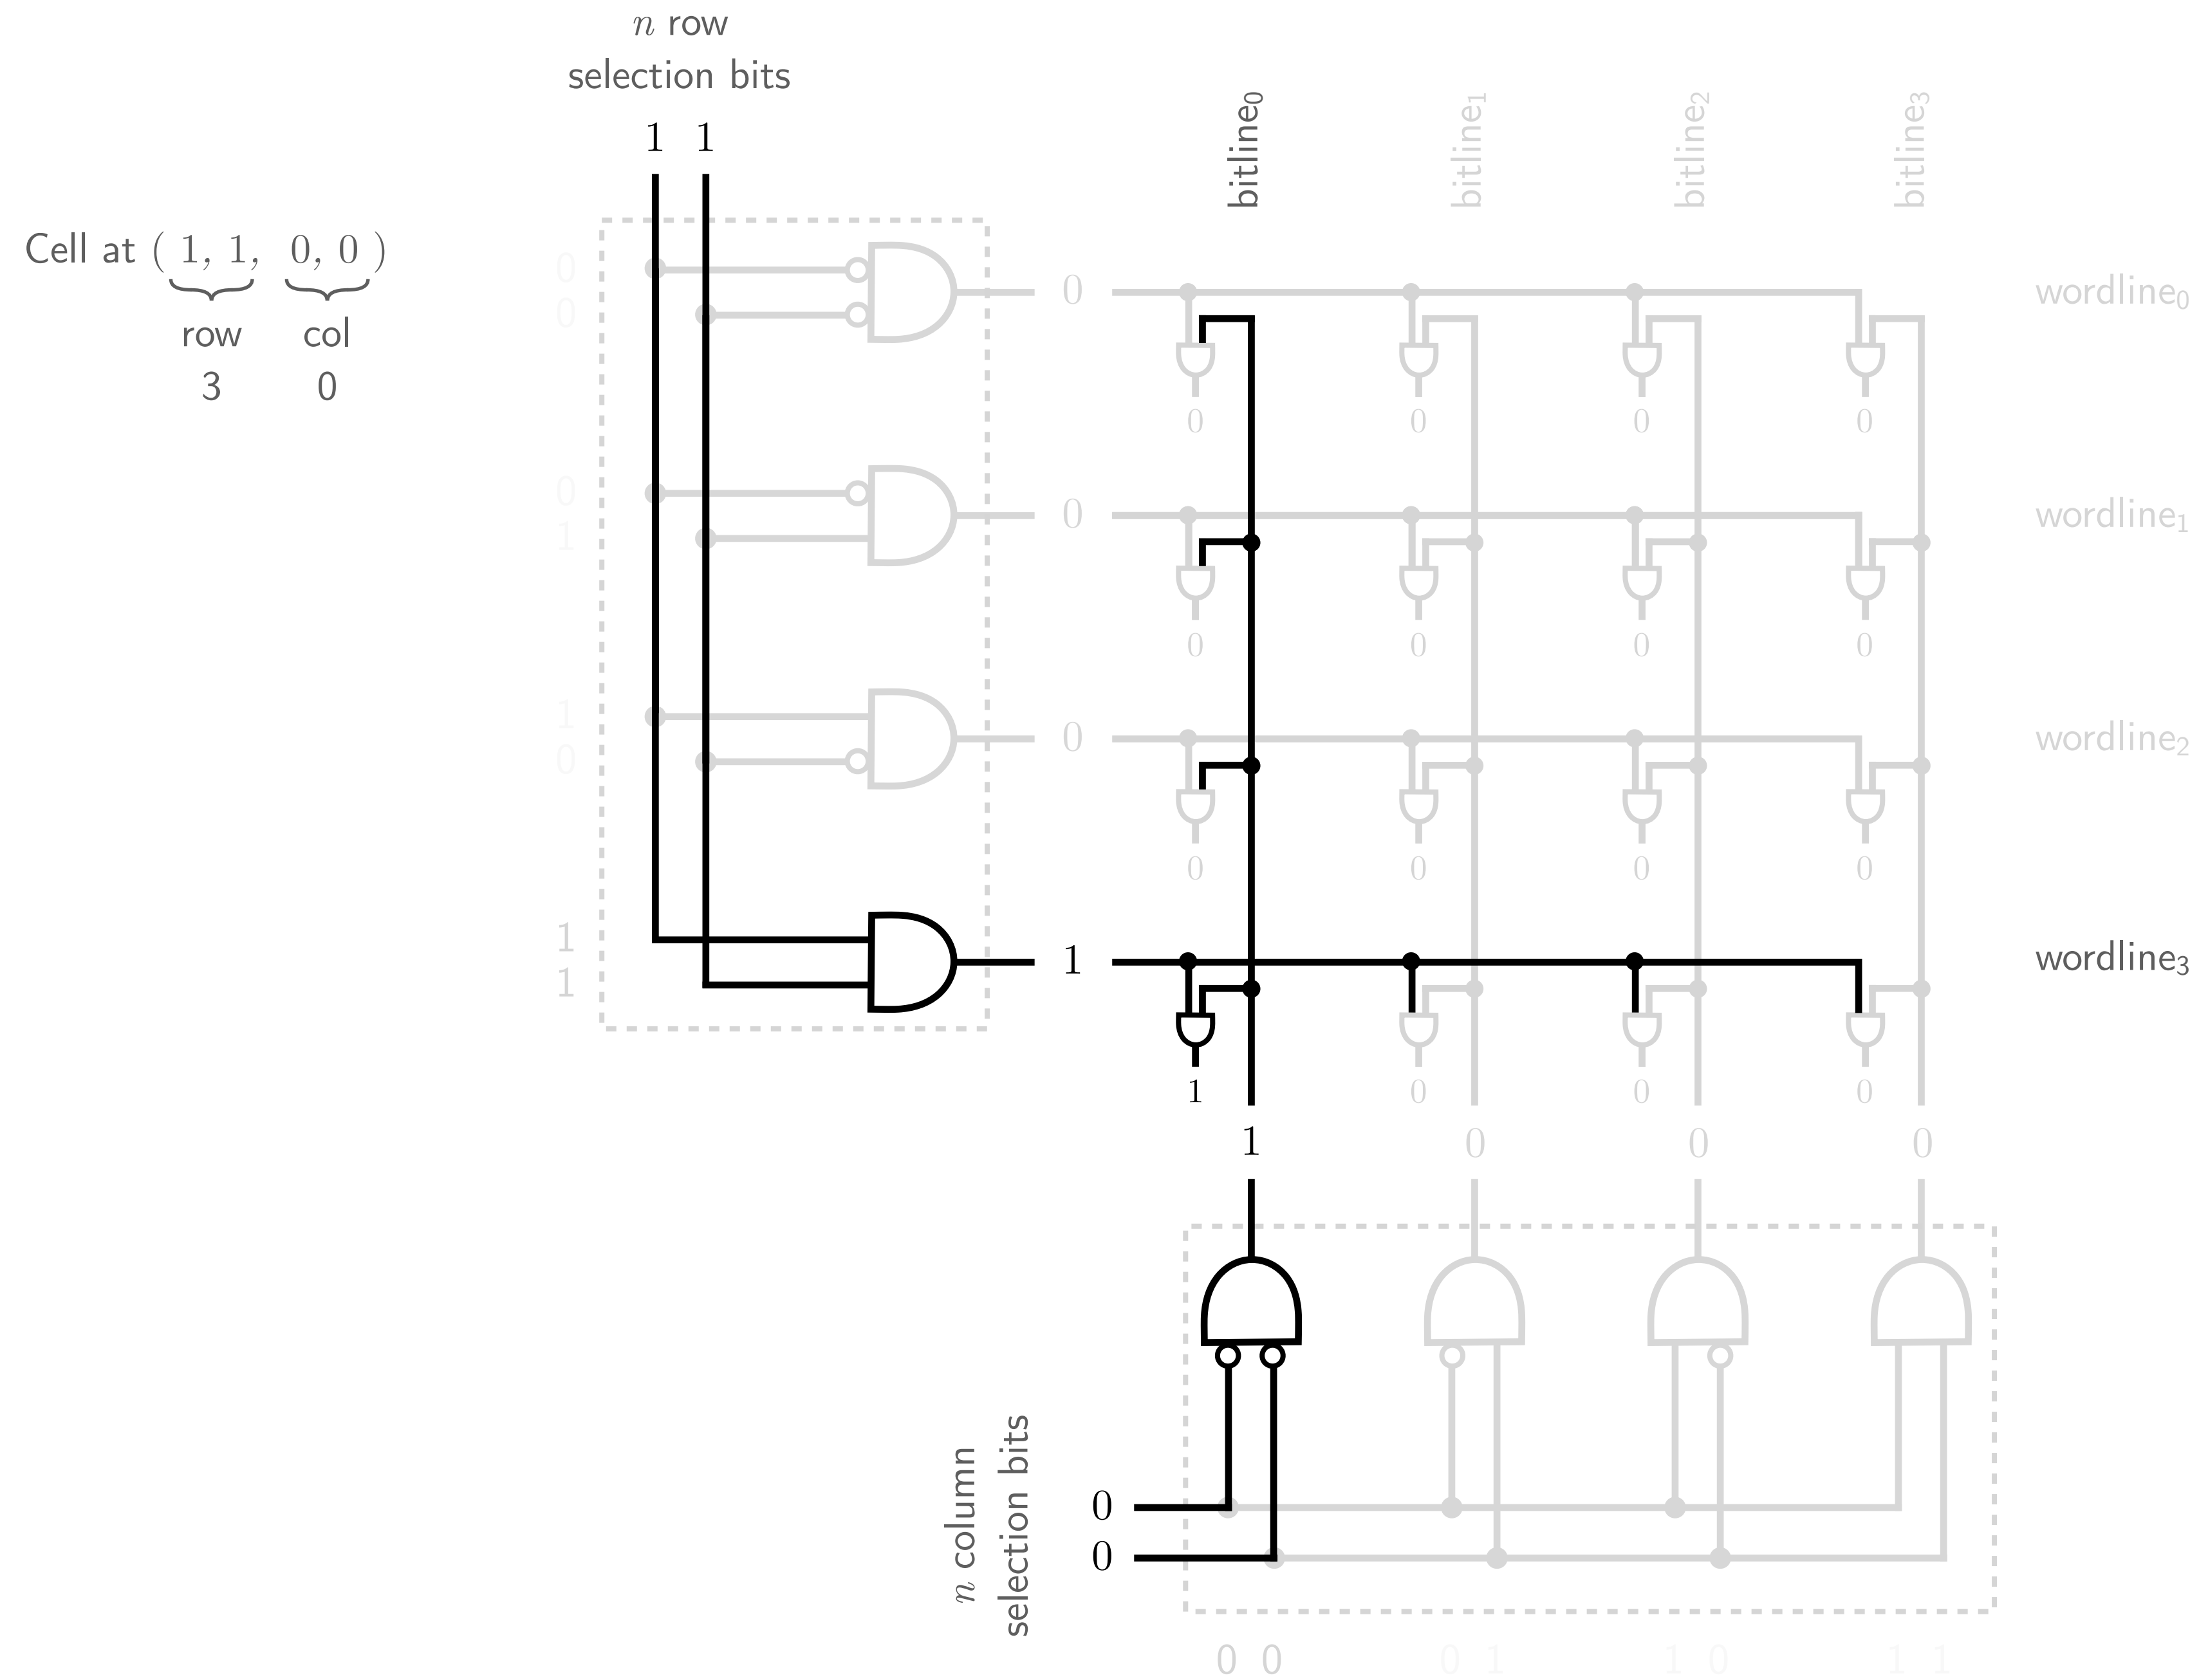 n row
selection bits
1 1
bitline₀ bitline₁ bitline₂ bitline₃
Cell at ( 1, 1, 0, 0 )
row col
3 0
0
0
0
wordline₀
0 0 0 0
0
1
0
wordline₁
0 0 0 0
1
0
0
wordline₂
0 0 0 0
1
1
1
wordline₃
1 0 0 0
1 0 0 0
n column
selection bits
0
0
0 0 0 1 1 0 1 1